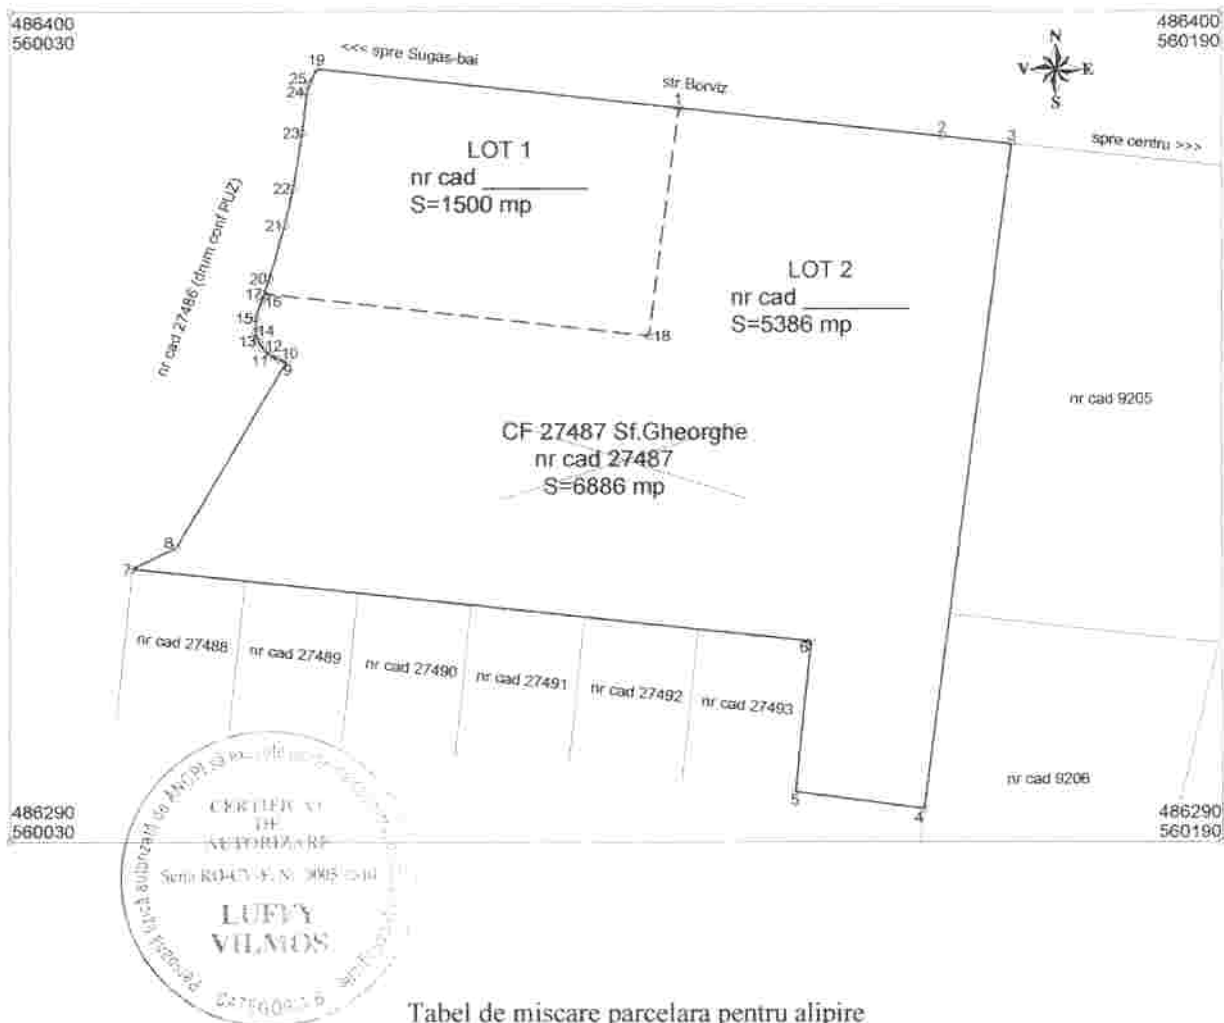 486400
560030
486400
560190
<<< spre Sugas-bai
str Borviz
N
V E
S
spre centru >>>
19
25
24
23
22
21
20
17
16
15
14
13
12
11
10
9
8
7
1
2
3
18
6
5
4
LOT 1
nr cad ________
S=1500 mp
LOT 2
nr cad ________
S=5386 mp
nr cad 27486 (drum conf PUZ)
nr cad 9205
CF 27487 Sf.Gheorghe
nr cad 27487
S=6886 mp
nr cad 27488
nr cad 27489
nr cad 27490
nr cad 27491
nr cad 27492
nr cad 27493
nr cad 9206
486290
560030
486290
560190
CERTIFICAT
DE
AUTORIZARE
LUFFY
VILMOS
Tabel de miscare parcelara pentru alipire